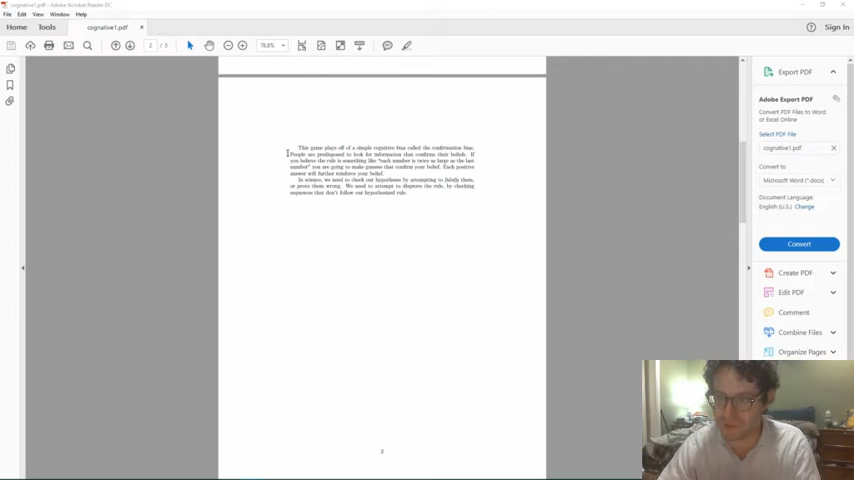 cognative1.pdf - Adobe Acrobat Reader DC
File Edit View Window Help
Home Tools cognative1.pdf × Sign In
2 / 5 78.8%
This game plays off of a simple cognitive bias called the confirmation bias.
People are predisposed to look for information that confirms their beliefs. If
you believe the rule is something like "each number is twice as large as the last
number" you are going to make guesses that confirm your belief. Each positive
answer will further reinforce your belief.
In science, we need to check our hypotheses by attempting to falsify them,
or prove them wrong. We need to attempt to disprove the rule, by checking
sequences that don't follow our hypothesized rule.
2
Export PDF
Adobe Export PDF
Convert PDF Files to Word
or Excel Online
Select PDF File
cognative1.pdf ×
Convert to
Microsoft Word (*.docx)
Document Language:
English (U.S.) Change
Convert
Create PDF
Edit PDF
Comment
Combine Files
Organize Pages